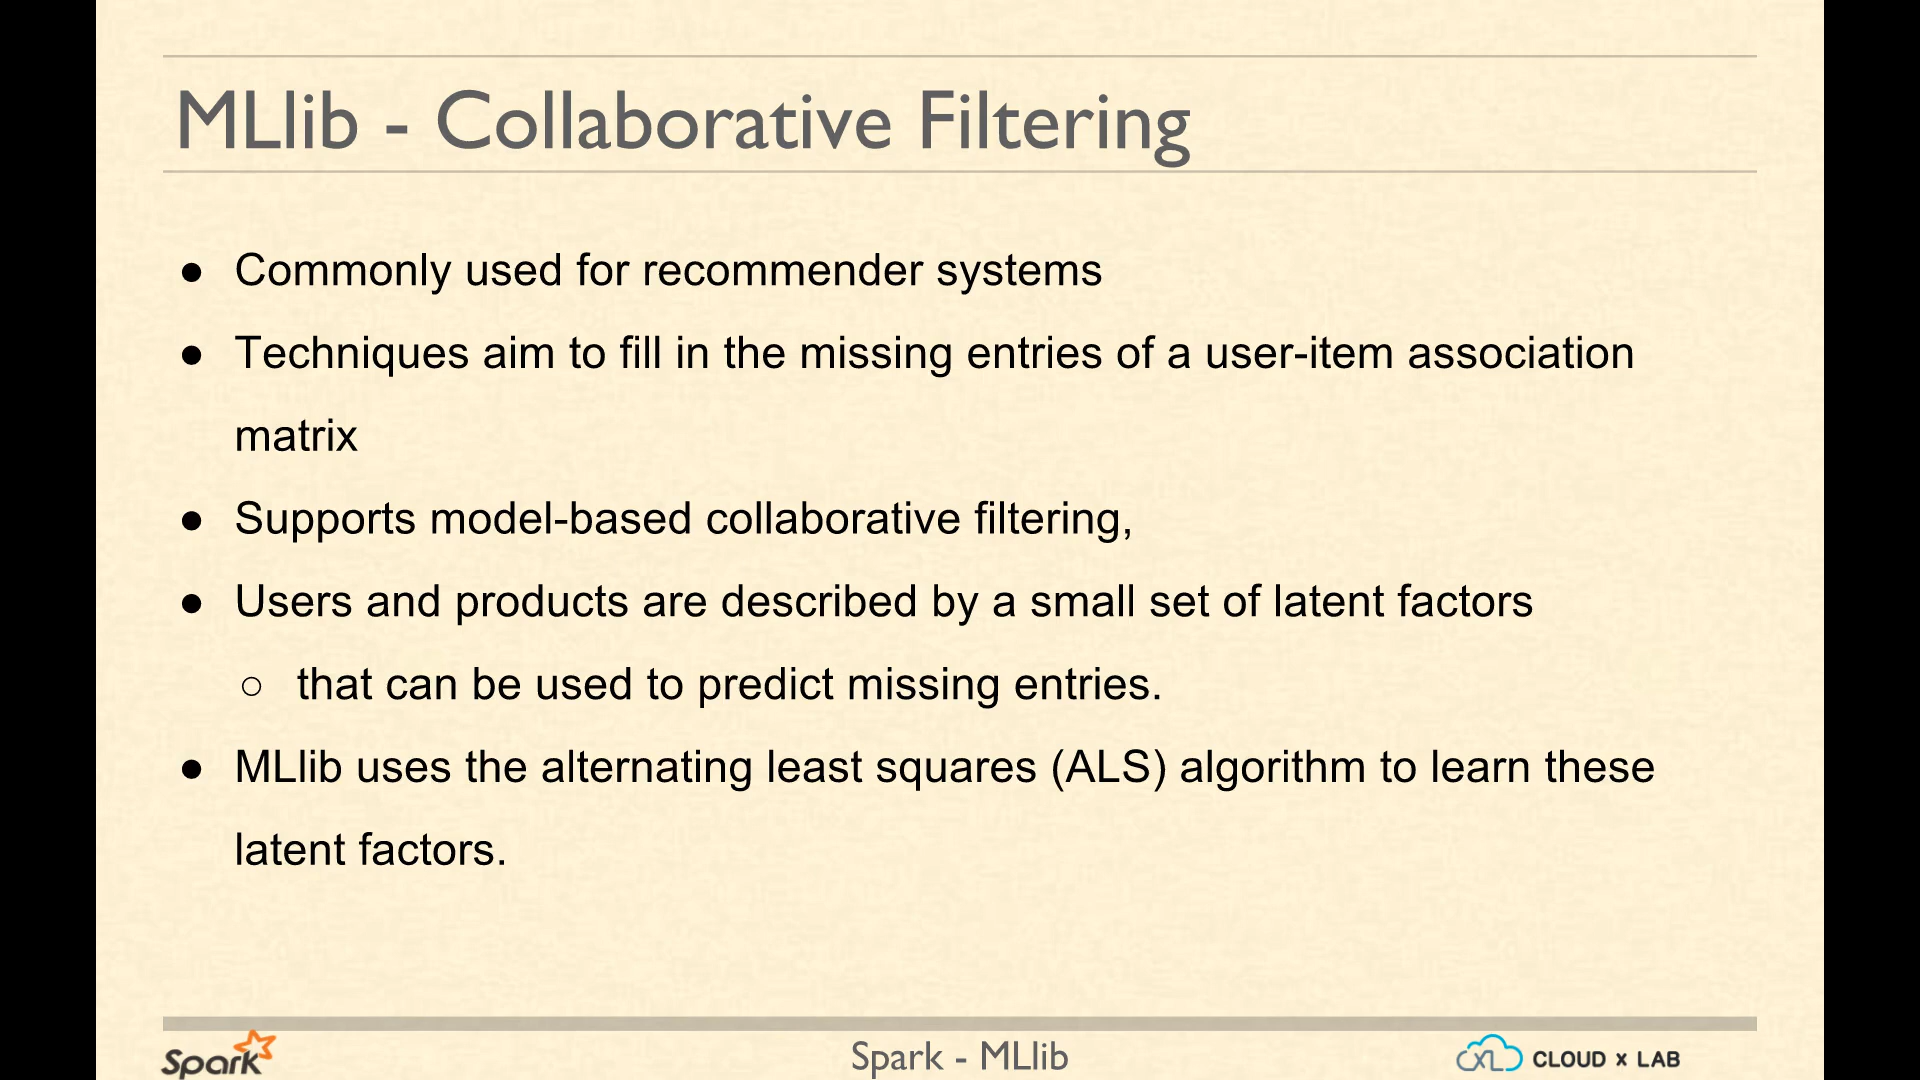 MLlib - Collaborative Filtering
● Commonly used for recommender systems
● Techniques aim to fill in the missing entries of a user-item association
matrix
● Supports model-based collaborative filtering,
● Users and products are described by a small set of latent factors
○ that can be used to predict missing entries.
● MLlib uses the alternating least squares (ALS) algorithm to learn these
latent factors.
Spark
Spark - MLlib
CXL CLOUD x LAB